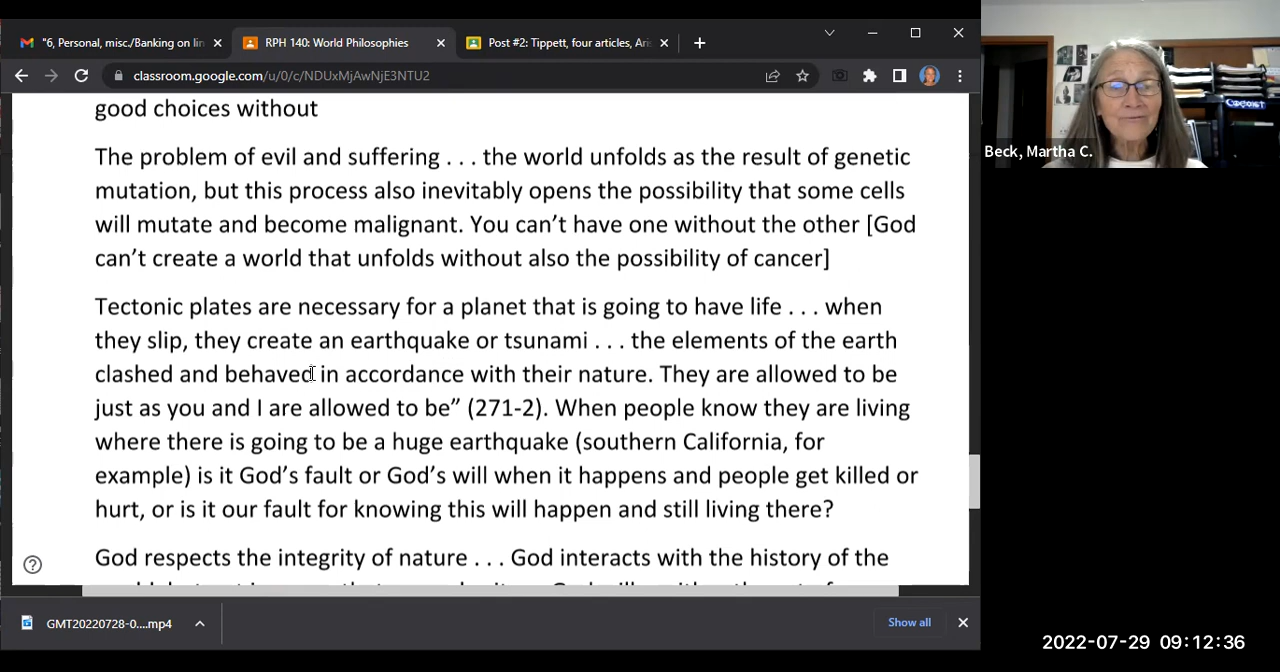 "6, Personal, misc./Banking on lin
RPH 140: World Philosophies
Post #2: Tippett, four articles, Ari
classroom.google.com/u/0/c/NDUxMjAwNjE3NTU2
good choices without
The problem of evil and suffering . . . the world unfolds as the result of genetic
mutation, but this process also inevitably opens the possibility that some cells
will mutate and become malignant. You can’t have one without the other [God
can’t create a world that unfolds without also the possibility of cancer]
Tectonic plates are necessary for a planet that is going to have life . . . when
they slip, they create an earthquake or tsunami . . . the elements of the earth
clashed and behaved in accordance with their nature. They are allowed to be
just as you and I are allowed to be” (271-2). When people know they are living
where there is going to be a huge earthquake (southern California, for
example) is it God’s fault or God’s will when it happens and people get killed or
hurt, or is it our fault for knowing this will happen and still living there?
God respects the integrity of nature . . . God interacts with the history of the
GMT20220728-0....mp4
Show all
Beck, Martha C.
2022-07-29 09:12:36